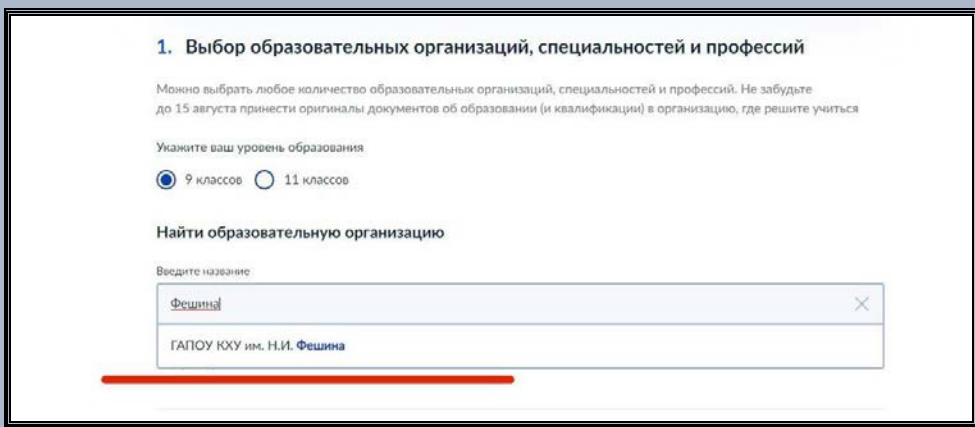 1. Выбор образовательных организаций, специальностей и профессий
Можно выбрать любое количество образовательных организаций, специальностей и профессий. Не забудьте
до 15 августа принести оригиналы документов об образовании (и квалификации) в организацию, где решите учиться
Укажите ваш уровень образования
9 классов 11 классов
Найти образовательную организацию
Введите название
Фешина
ГАПОУ КХУ им. Н.И. Фешина